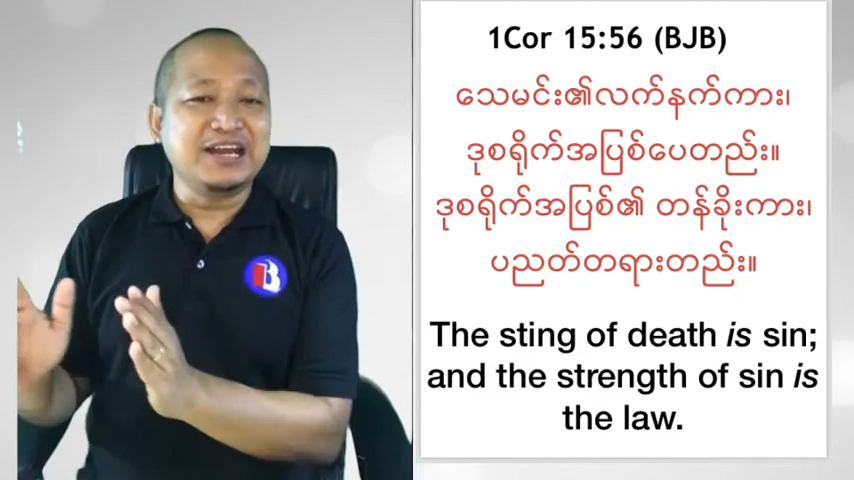 1Cor 15:56 (BJB)
သေမင်း၏လက်နက်ကား၊
ဒုစရိုက်အပြစ်ပေတည်း။
ဒုစရိုက်အပြစ်၏ တန်ခိုးကား၊
ပညတ်တရားတည်း။
The sting of death is sin;
and the strength of sin is
the law.
B